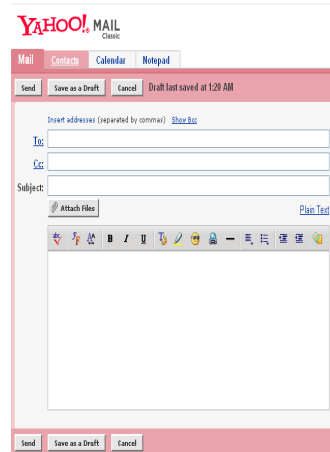 YAHOO!® MAIL
Classic
Mail Contacts Calendar Notepad
Send Save as a Draft Cancel Draft last saved at 1:20 AM
Insert addresses (separated by commas) Show Bcc
To:
Cc:
Subject:
Attach Files Plain Text
B I U
Send Save as a Draft Cancel